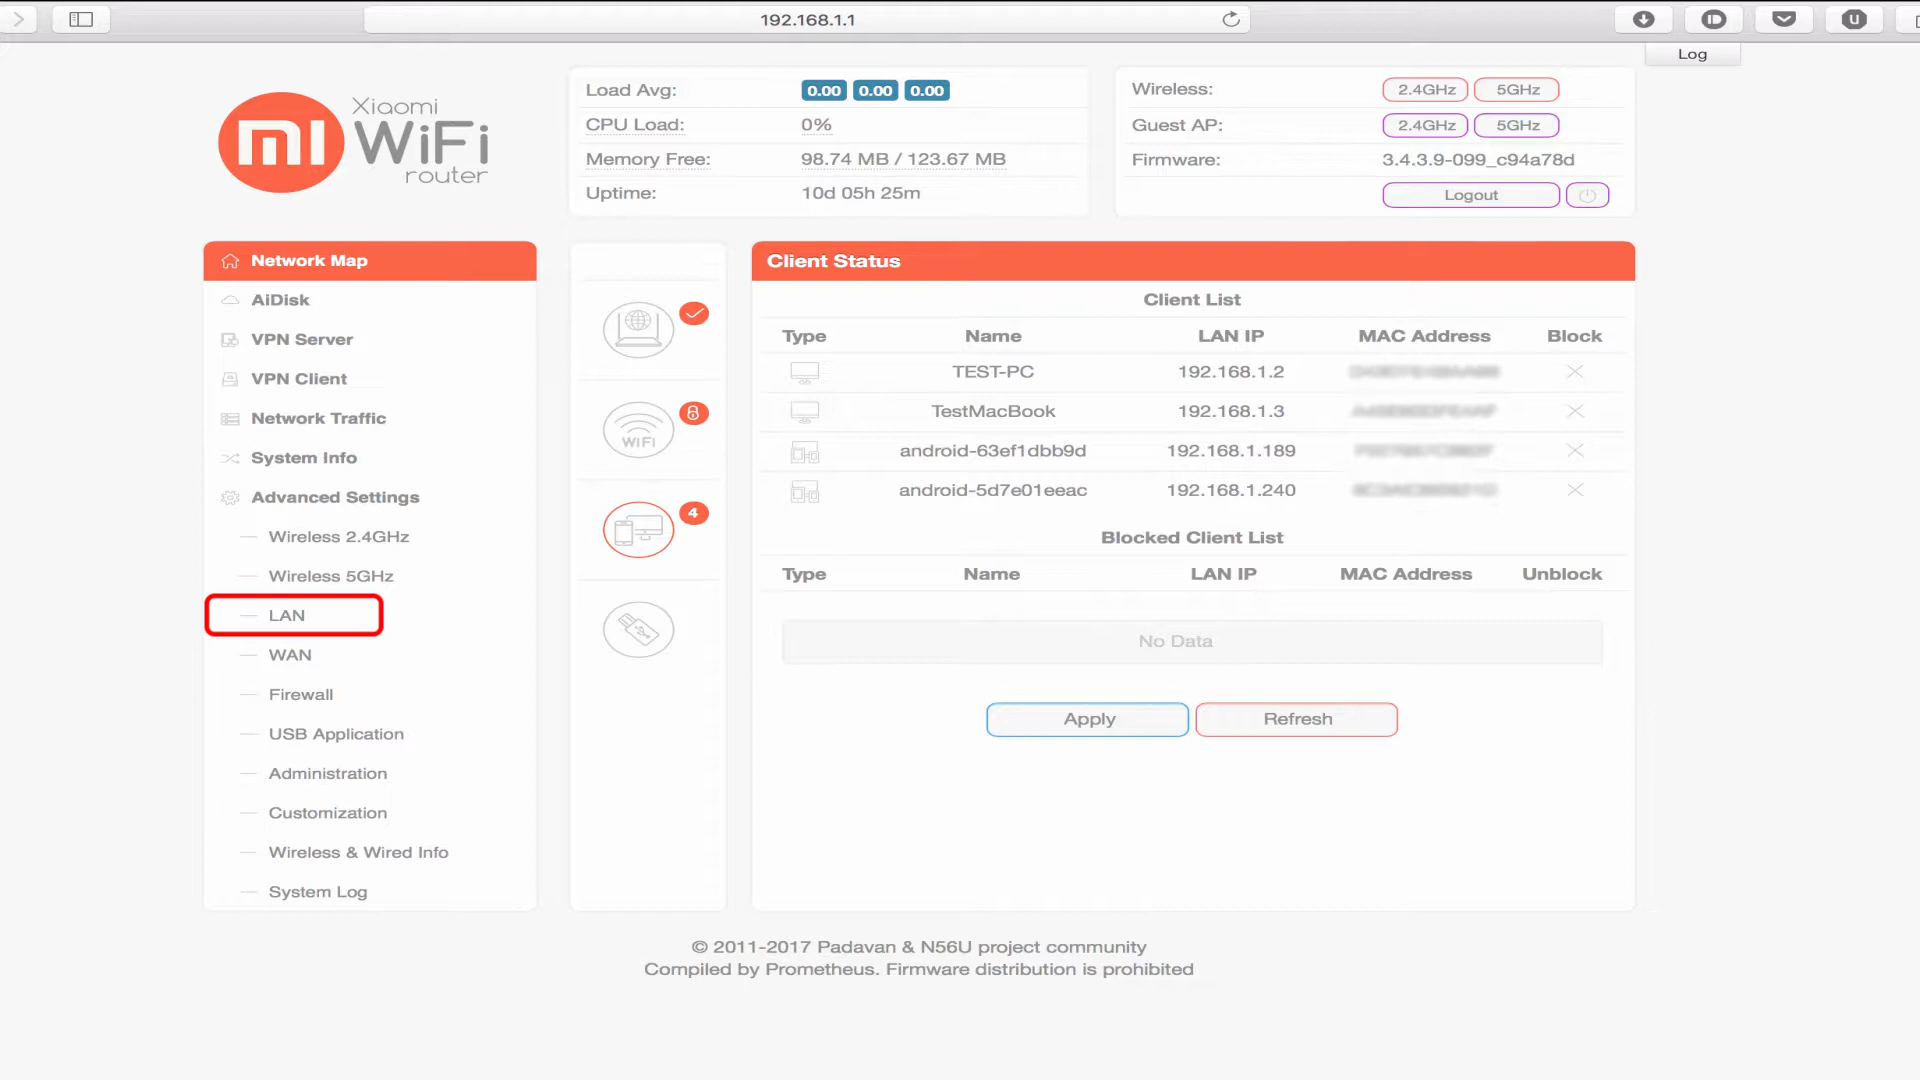 192.168.1.1
Log
mi Xiaomi
WiFi
router
Load Avg: 0.00 0.00 0.00
CPU Load: 0%
Memory Free: 98.74 MB / 123.67 MB
Uptime: 10d 05h 25m
Wireless: 2.4GHz 5GHz
Guest AP: 2.4GHz 5GHz
Firmware: 3.4.3.9-099_c94a78d
Logout
Network Map
AiDisk
VPN Server
VPN Client
Network Traffic
System Info
Advanced Settings
Wireless 2.4GHz
Wireless 5GHz
LAN
WAN
Firewall
USB Application
Administration
Customization
Wireless & Wired Info
System Log
WIFI
4
Client Status
Client List
Type Name LAN IP MAC Address Block
TEST-PC 192.168.1.2
TestMacBook 192.168.1.3
android-63ef1dbb9d 192.168.1.189
android-5d7e01eeac 192.168.1.240
Blocked Client List
Type Name LAN IP MAC Address Unblock
No Data
Apply Refresh
© 2011-2017 Padavan & N56U project community
Compiled by Prometheus. Firmware distribution is prohibited